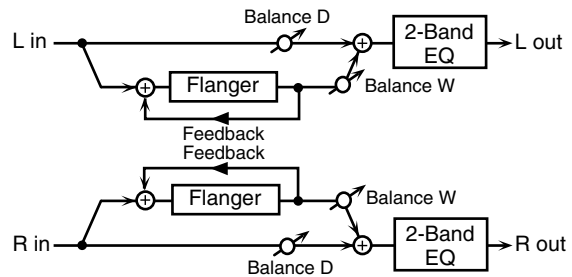 Balance D
L in
2-Band
EQ
L out
Flanger
Balance W
Feedback
Feedback
Flanger
Balance W
R in
2-Band
EQ
R out
Balance D